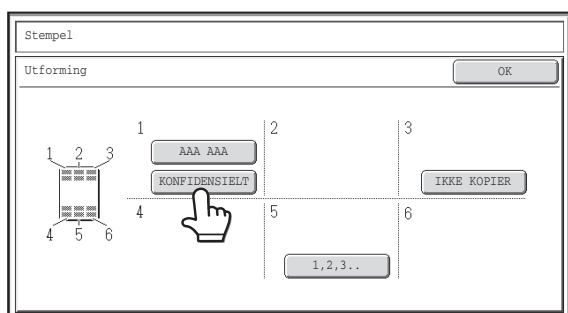 Stempel
Utforming OK
1 2 3
4 5 6
1
AAA AAA
KONFIDENSIELT
2
3
IKKE KOPIER
4
5
1,2,3..
6